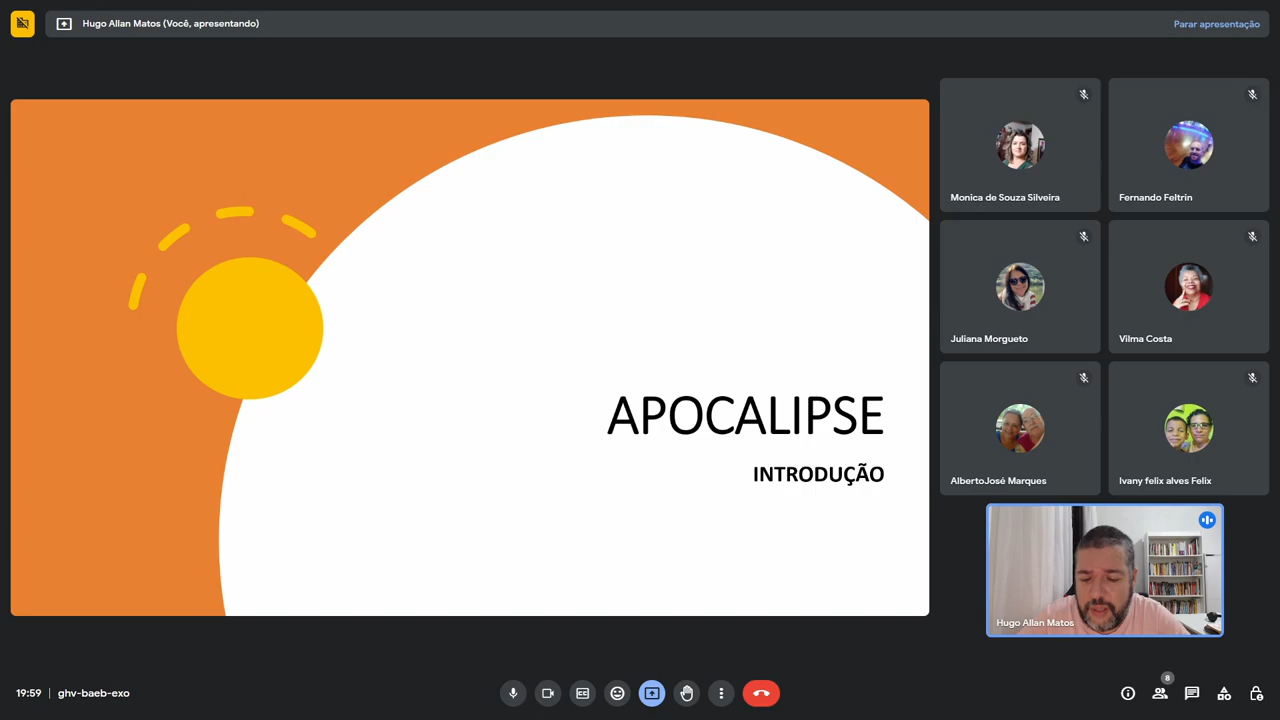 Hugo Allan Matos (Você, apresentando)
Parar apresentação
APOCALIPSE
INTRODUÇÃO
Monica de Souza Silveira
Fernando Feltrin
Juliana Morgueto
Vilma Costa
AlbertoJosé Marques
Ivany felix alves Felix
Hugo Allan Matos
19:59 | ghv-baeb-exo
8